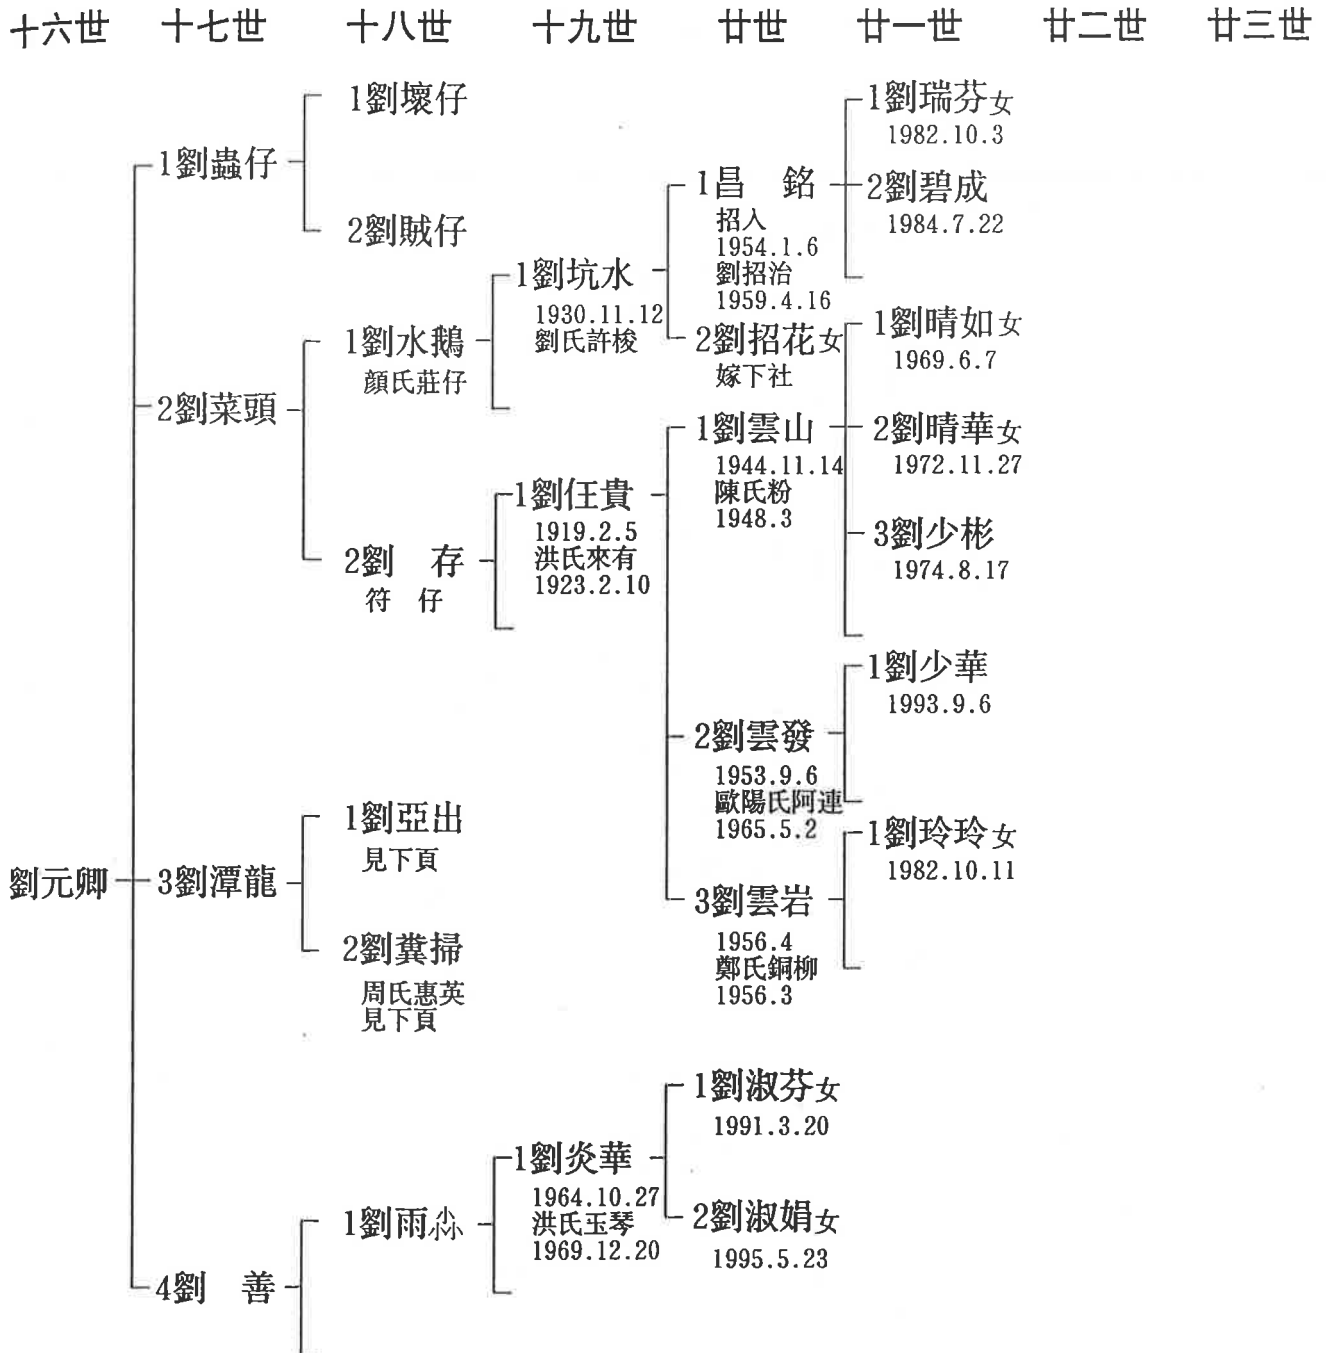 十六世 十七世 十八世 十九世 廿世 廿一世 廿二世 廿三世
1劉壞仔
1劉瑞芬女
1982.10.3
1劉蟲仔
1昌 銘
招入
1954.1.6
劉招治
1959.4.16
2劉碧成
1984.7.22
2劉賊仔
1劉坑水
1930.11.12
劉氏許梭
1劉水鵝
顏氏莊仔
2劉招花女
嫁下社
1劉晴如女
1969.6.7
2劉菜頭
1劉雲山
1944.11.14
陳氏粉
1948.3
2劉晴華女
1972.11.27
1劉任貴
1919.2.5
洪氏來有
1923.2.10
3劉少彬
1974.8.17
2劉 存
符 仔
1劉少華
1993.9.6
2劉雲發
1953.9.6
歐陽氏阿連
1965.5.2
1劉亞出
見下頁
1劉玲玲女
1982.10.11
劉元卿
3劉潭龍
3劉雲岩
1956.4
鄭氏銅柳
1956.3
2劉糞掃
周氏惠英
見下頁
1劉淑芬女
1991.3.20
1劉炎華
1964.10.27
洪氏玉琴
1969.12.20
1劉雨
2劉淑娟女
1995.5.23
4劉 善